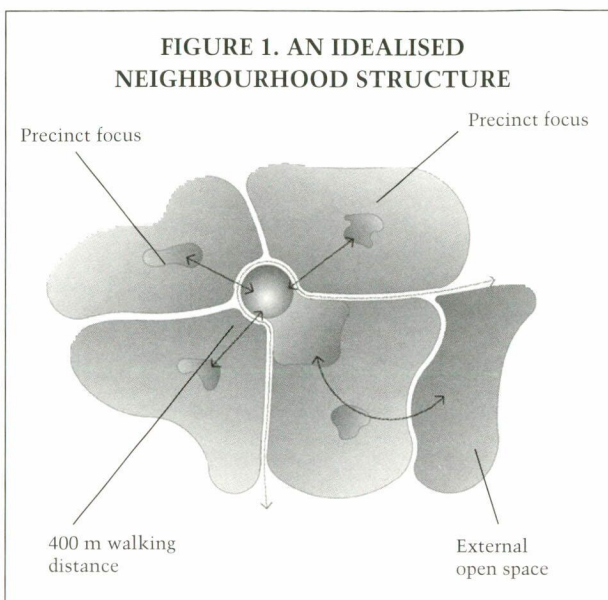 FIGURE 1. AN IDEALISED
NEIGHBOURHOOD STRUCTURE
Precinct focus
Precinct focus
400 m walking
distance
External
open space